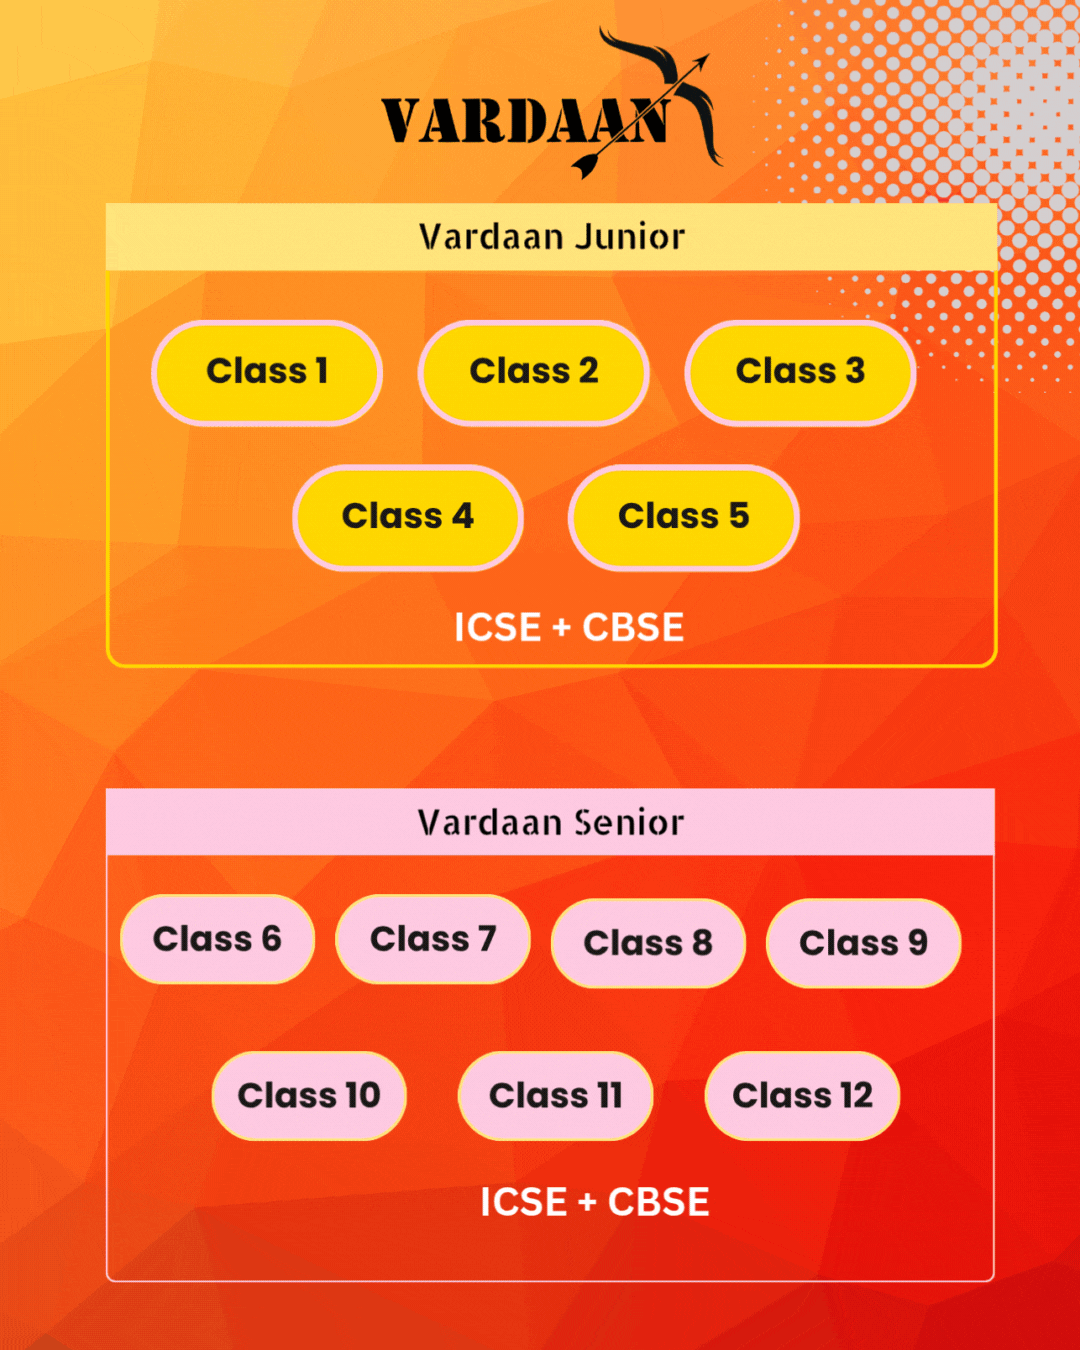 VARDAAN
Vardaan Junior
Class 1 Class 2 Class 3
Class 4 Class 5
ICSE + CBSE
Vardaan Senior
Class 6 Class 7 Class 8 Class 9
Class 10 Class 11 Class 12
ICSE + CBSE